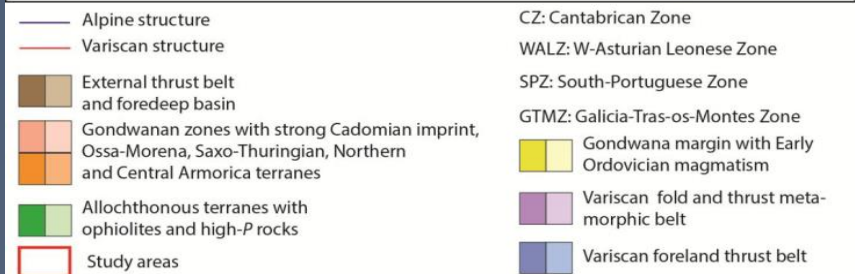 Alpine structure
Variscan structure
External thrust belt
and foredeep basin
Gondwanan zones with strong Cadomian imprint,
Ossa-Morena, Saxo-Thuringian, Northern
and Central Armorica terranes
Allochthonous terranes with
ophiolites and high-P rocks
Study areas
CZ: Cantabrican Zone
WALZ: W-Asturian Leonese Zone
SPZ: South-Portuguese Zone
GTMZ: Galicia-Tras-os-Montes Zone
Gondwana margin with Early
Ordovician magmatism
Variscan fold and thrust meta-
morphic belt
Variscan foreland thrust belt